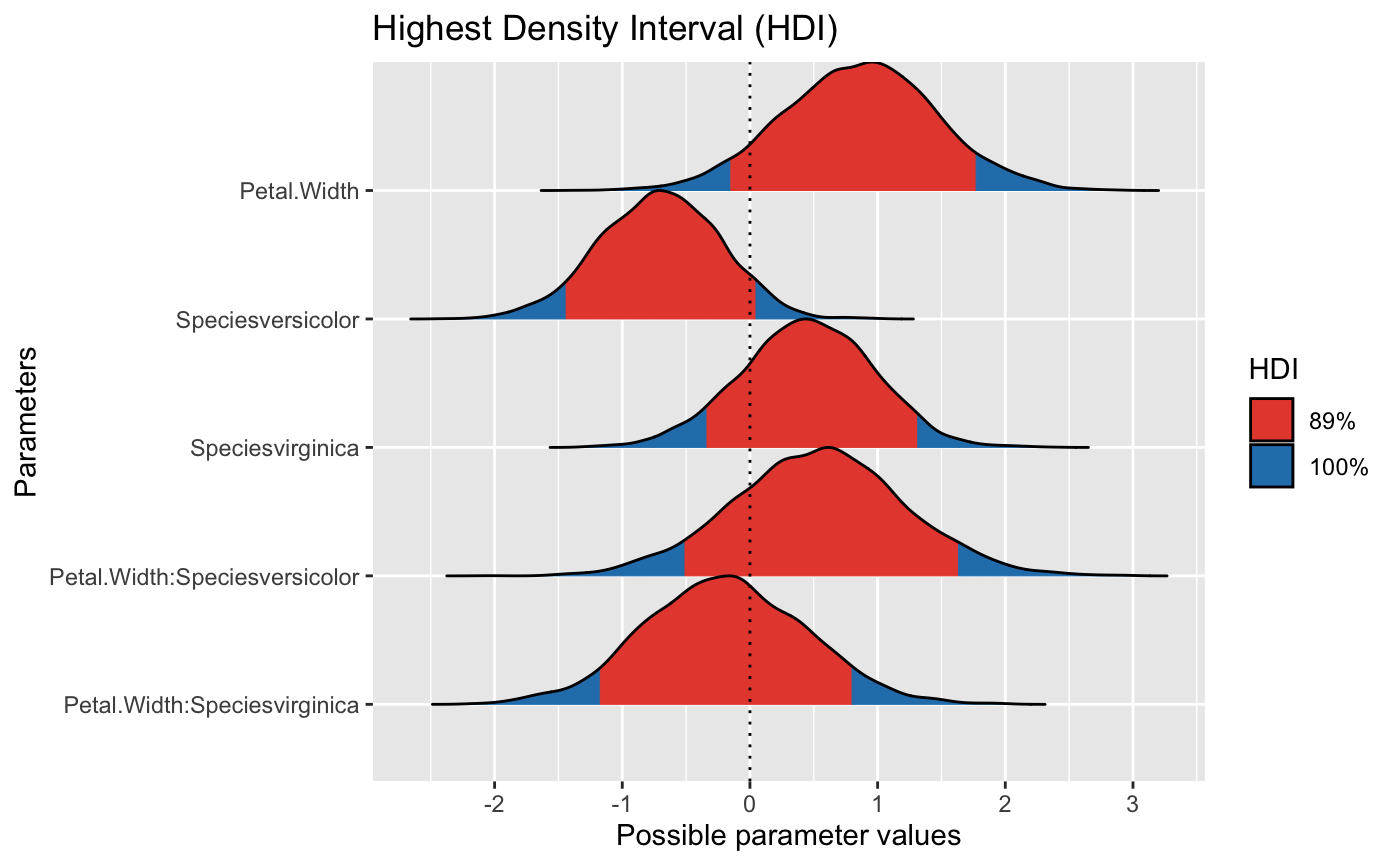 Highest Density Interval (HDI)
Petal.Width
Speciesversicolor
Speciesvirginica
Petal.Width:Speciesversicolor
Petal.Width:Speciesvirginica
Parameters
-2 -1 0 1 2 3
Possible parameter values
HDI
89%
100%